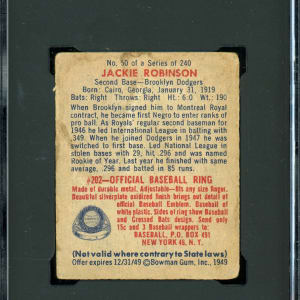 No. 50 of a Series of 240
JACKIE ROBINSON
Second Base—Brooklyn Dodgers
Born: Cairo, Georgia, January 31, 1919
Bats: Right Throws: Right Ht.: 6:0 Wt.: 190
When Brooklyn signed him to Montreal Royal
contract, he became first Negro to enter ranks of
pro ball. As Royals' regular second baseman for
1946 he led International League in batting with
.349. When he joined Dodgers in 1947 he was
switched to first base. Led National League in
stolen bases with 29, hit .296 and was named
Rookie of Year. Last year he finished with same
average, .296 and batted in 85 runs.
#202—OFFICIAL BASEBALL RING
Made of durable metal. Adjustable—fits any size finger.
Beautiful silverplate oxidized finish brings out detail of
official Baseball Emblem. Baseball of
white plastic. Sides of ring show Baseball
and Crossed Bats design. Send only
15c and 3 Baseball wrappers to:
BASEBALL, P.O. BOX 491
NEW YORK 46, N. Y.
(Not valid where contrary to State laws)
Offer expires 12/31/49 ©Bowman Gum, Inc., 1949